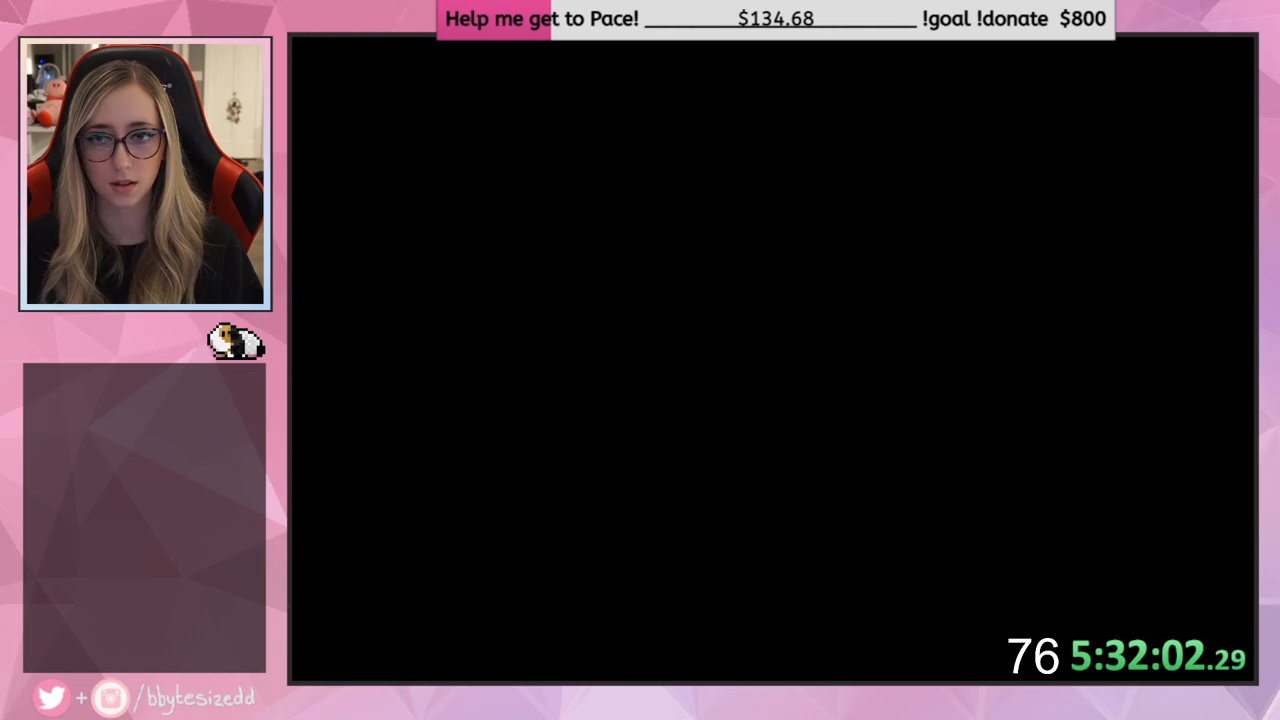 Help me get to Pace! $134.68 !goal !donate $800
76 5:32:02.29
+ /bbytesizedd